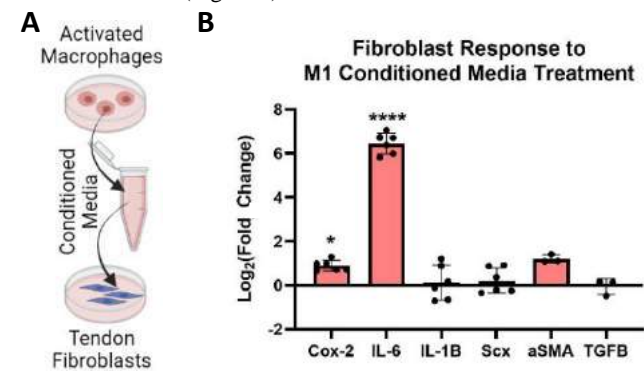 A
Activated
Macrophages
Conditioned
Media
Tendon
Fibroblasts
B
Fibroblast Response to
M1 Conditioned Media Treatment
Log₂(Fold Change)
8
6
4
2
0
-2
*
****
Cox-2 IL-6 IL-1B Scx aSMA TGFB